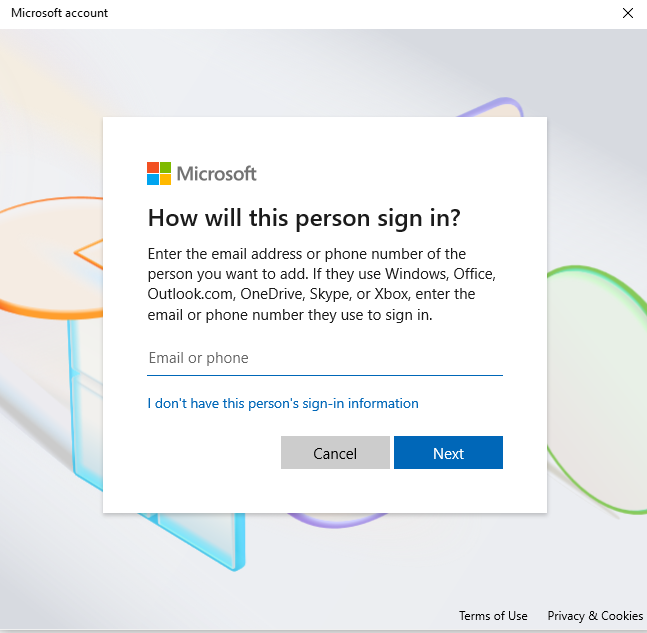 Microsoft account
Microsoft
How will this person sign in?
Enter the email address or phone number of the
person you want to add. If they use Windows, Office,
Outlook.com, OneDrive, Skype, or Xbox, enter the
email or phone number they use to sign in.
Email or phone
I don't have this person's sign-in information
Cancel
Next
Terms of Use
Privacy & Cookies